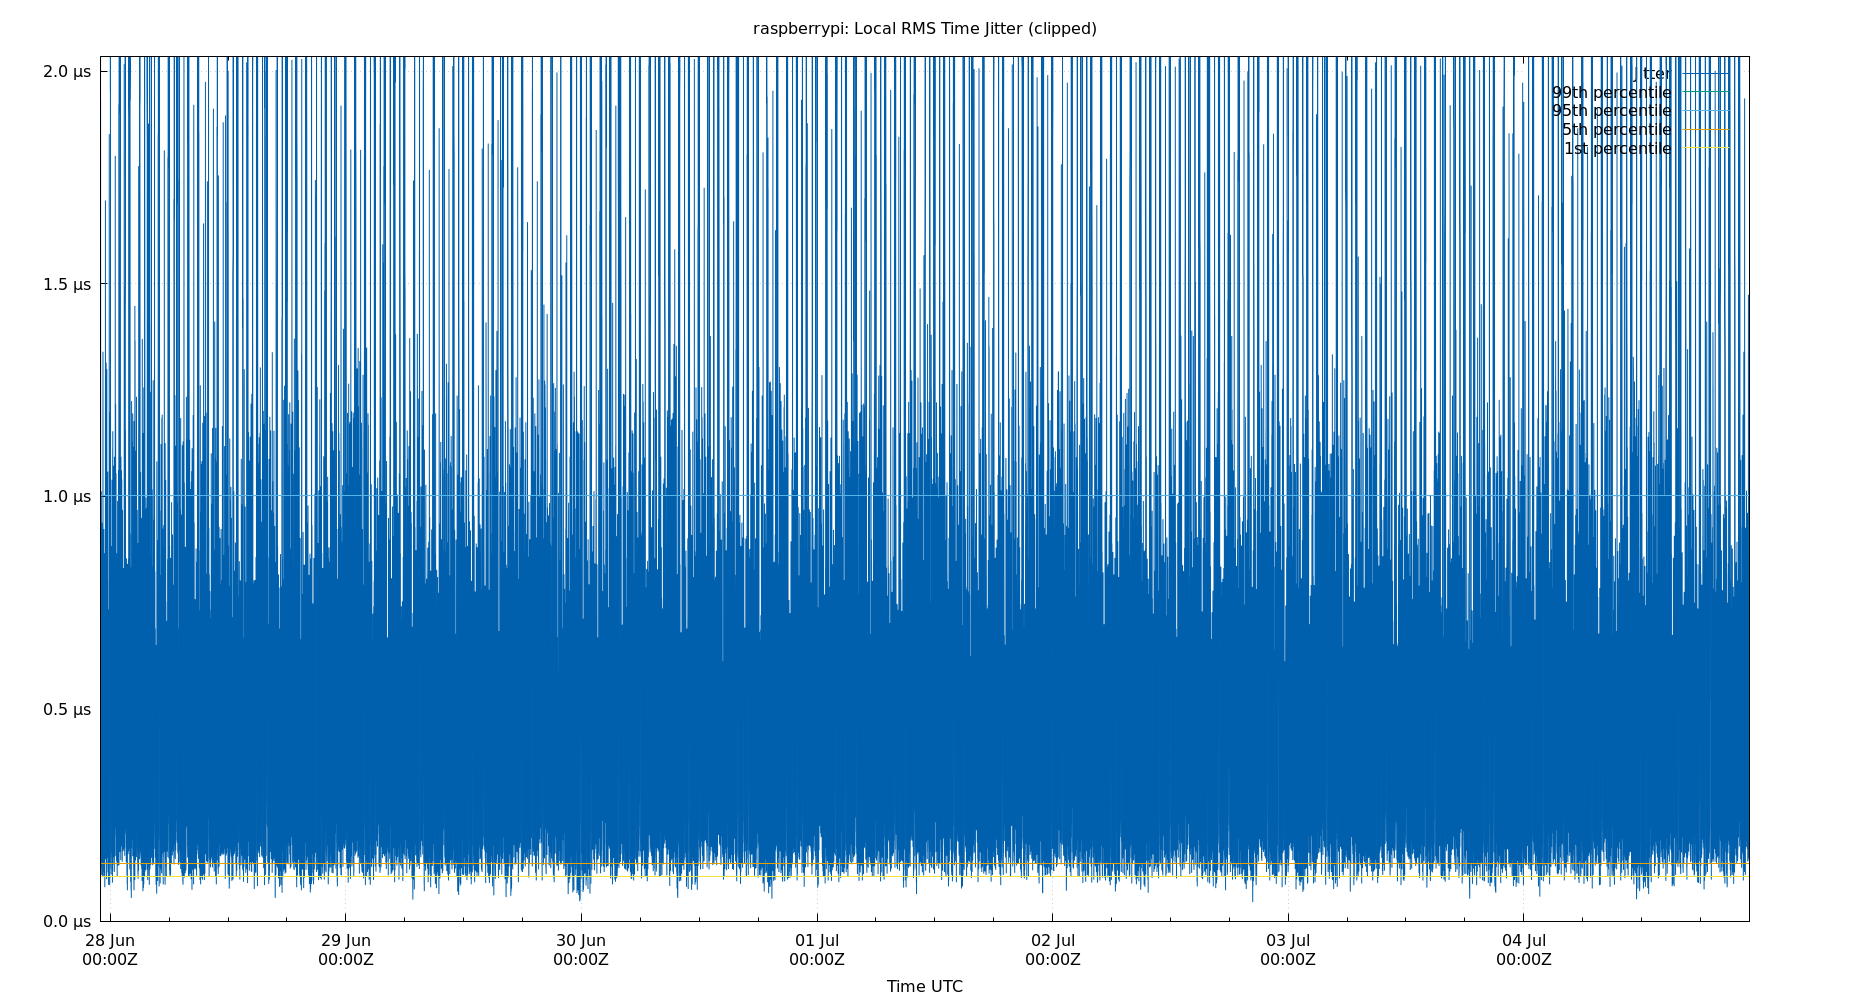 raspberrypi: Local RMS Time Jitter (clipped)
2.0 µs
Jitter
99th percentile
95th percentile
5th percentile
1st percentile
1.5 µs
1.0 µs
0.5 µs
0.0 µs
28 Jun 29 Jun 30 Jun 01 Jul 02 Jul 03 Jul 04 Jul
00:00Z 00:00Z 00:00Z 00:00Z 00:00Z 00:00Z 00:00Z
Time UTC